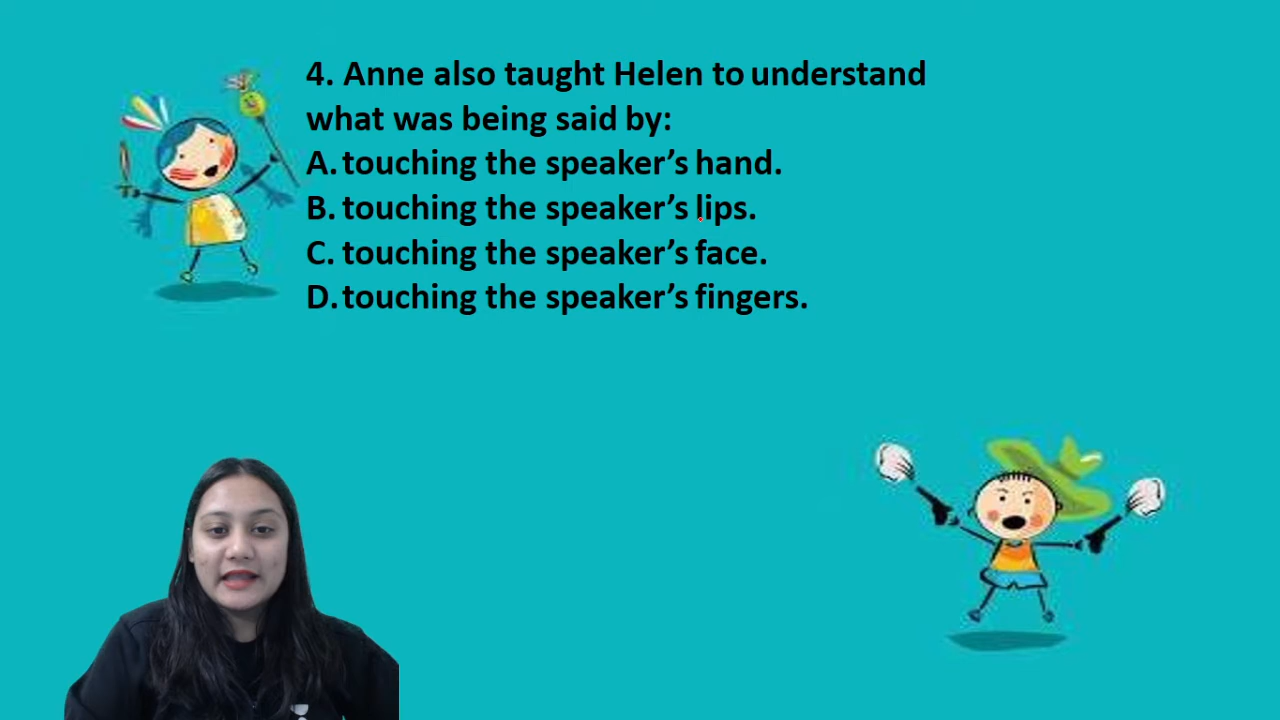 4. Anne also taught Helen to understand
what was being said by:
A. touching the speaker’s hand.
B. touching the speaker’s lips.
C. touching the speaker’s face.
D. touching the speaker’s fingers.